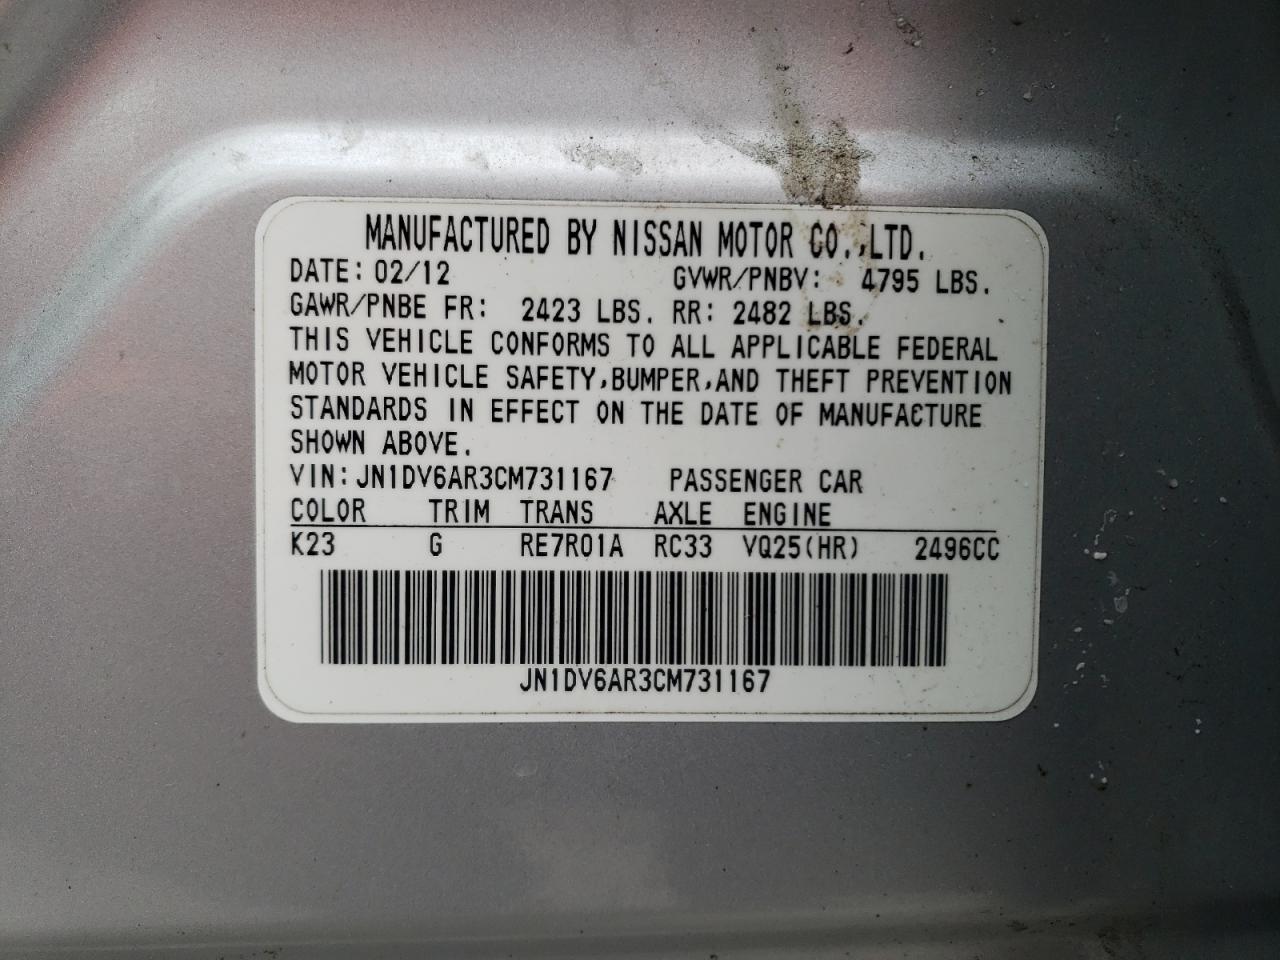 MANUFACTURED BY NISSAN MOTOR CO.,LTD.
DATE: 02/12 GVWR/PNBV: 4795 LBS.
GAWR/PNBE FR: 2423 LBS. RR: 2482 LBS.
THIS VEHICLE CONFORMS TO ALL APPLICABLE FEDERAL
MOTOR VEHICLE SAFETY,BUMPER,AND THEFT PREVENTION
STANDARDS IN EFFECT ON THE DATE OF MANUFACTURE
SHOWN ABOVE.
VIN:JN1DV6AR3CM731167 PASSENGER CAR
COLOR TRIM TRANS AXLE ENGINE
K23 G RE7R01A RC33 VQ25(HR) 2496CC
JN1DV6AR3CM731167